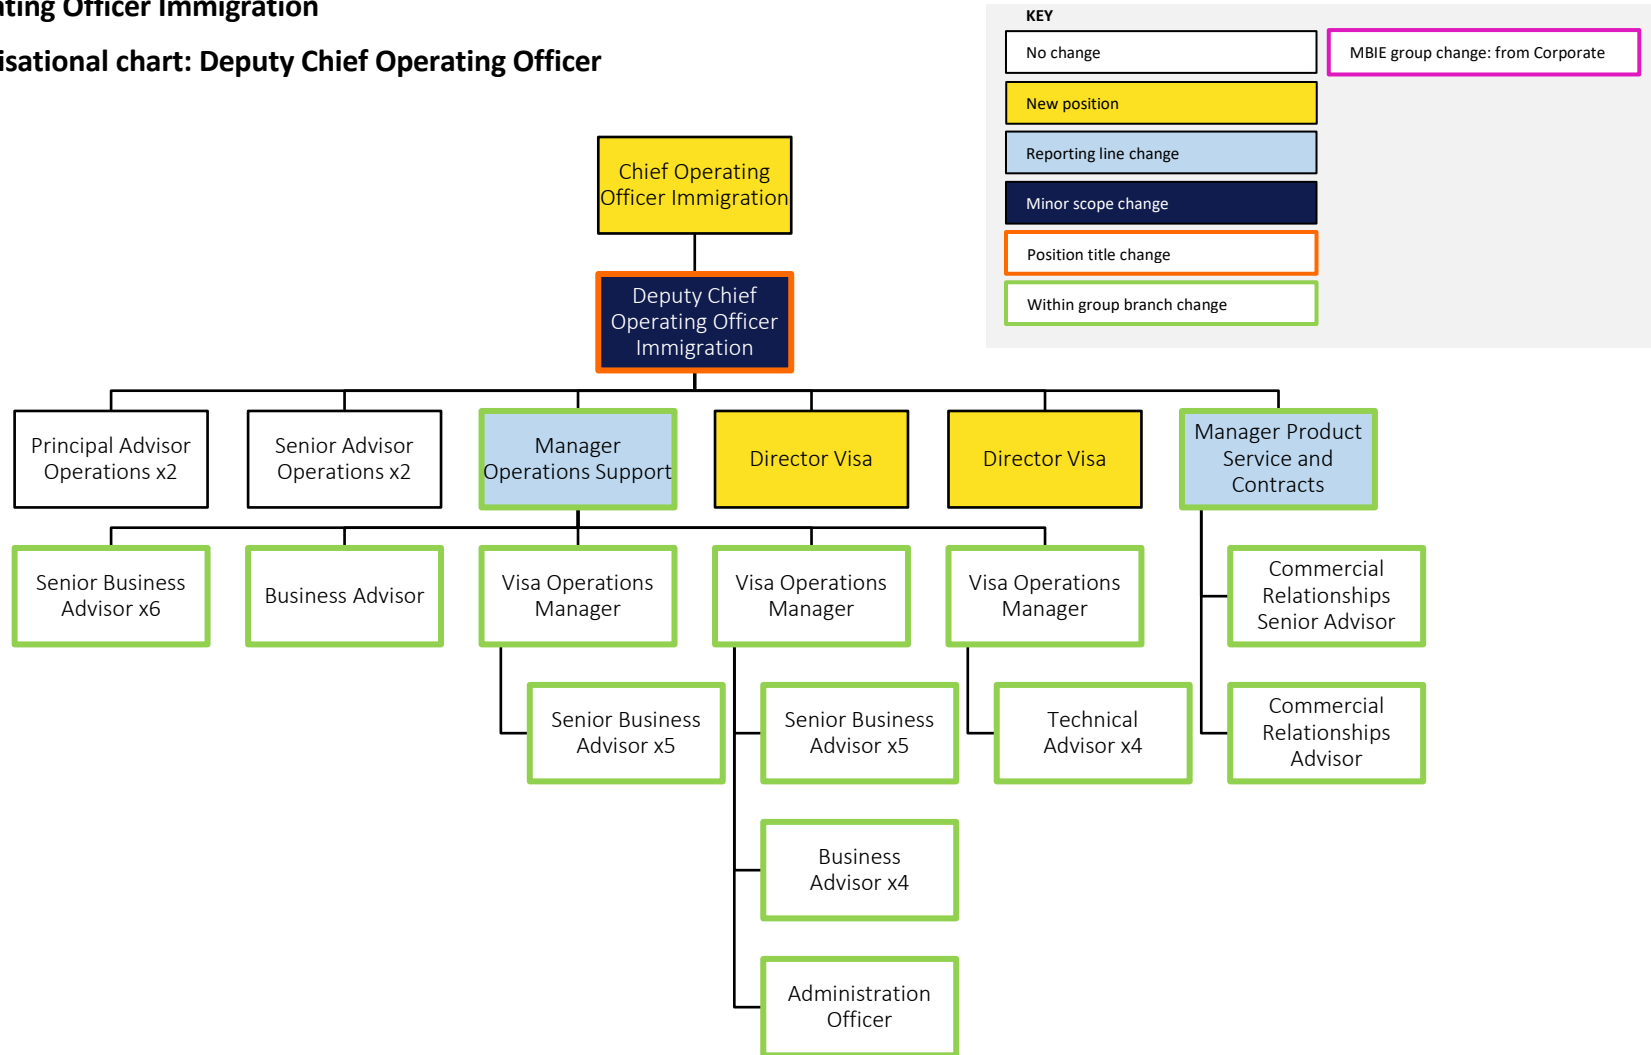 ating Officer Immigration
isational chart: Deputy Chief Operating Officer
KEY
No change
MBIE group change: from Corporate
New position
Reporting line change
Minor scope change
Position title change
Within group branch change
Chief Operating
Officer Immigration
Deputy Chief
Operating Officer
Immigration
Principal Advisor
Operations x2
Senior Advisor
Operations x2
Manager
Operations Support
Director Visa
Director Visa
Manager Product
Service and
Contracts
Senior Business
Advisor x6
Business Advisor
Visa Operations
Manager
Visa Operations
Manager
Visa Operations
Manager
Commercial
Relationships
Senior Advisor
Senior Business
Advisor x5
Senior Business
Advisor x5
Technical
Advisor x4
Commercial
Relationships
Advisor
Business
Advisor x4
Administration
Officer